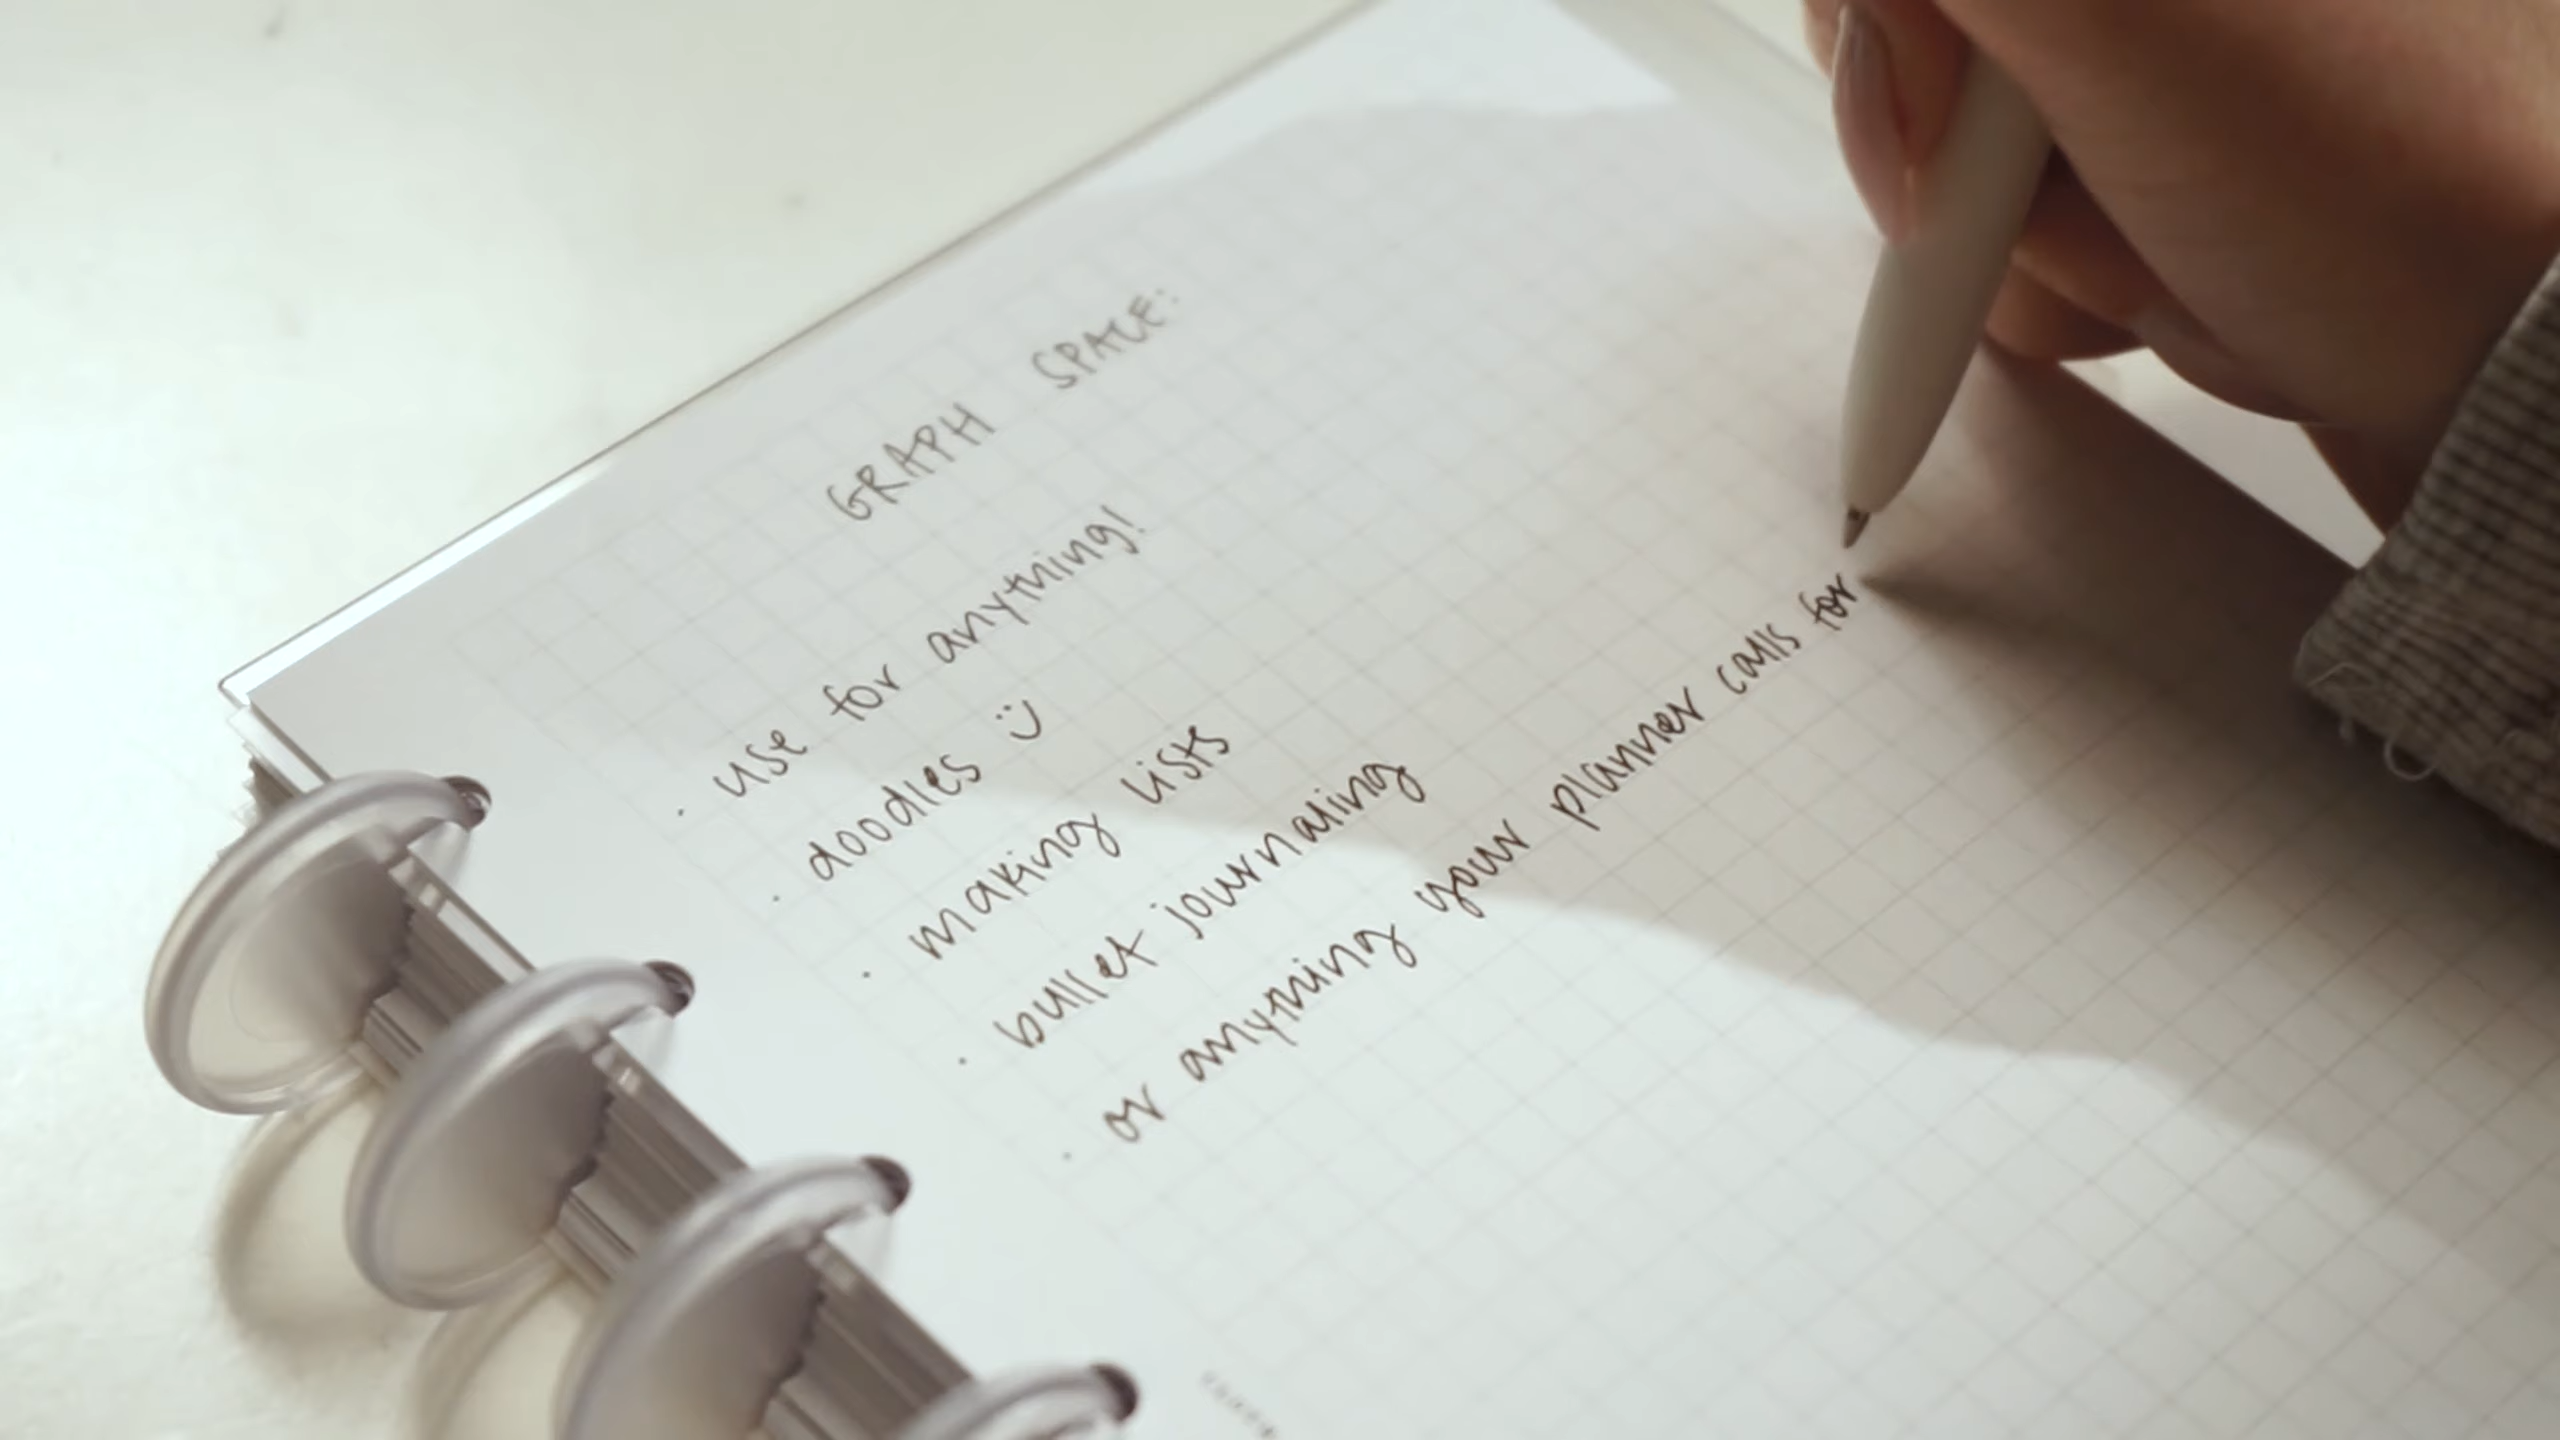 GRAPH SPACE:
· use for anything!
· doodles :)
· making lists
· bullet journaling
· or anything your planner calls for